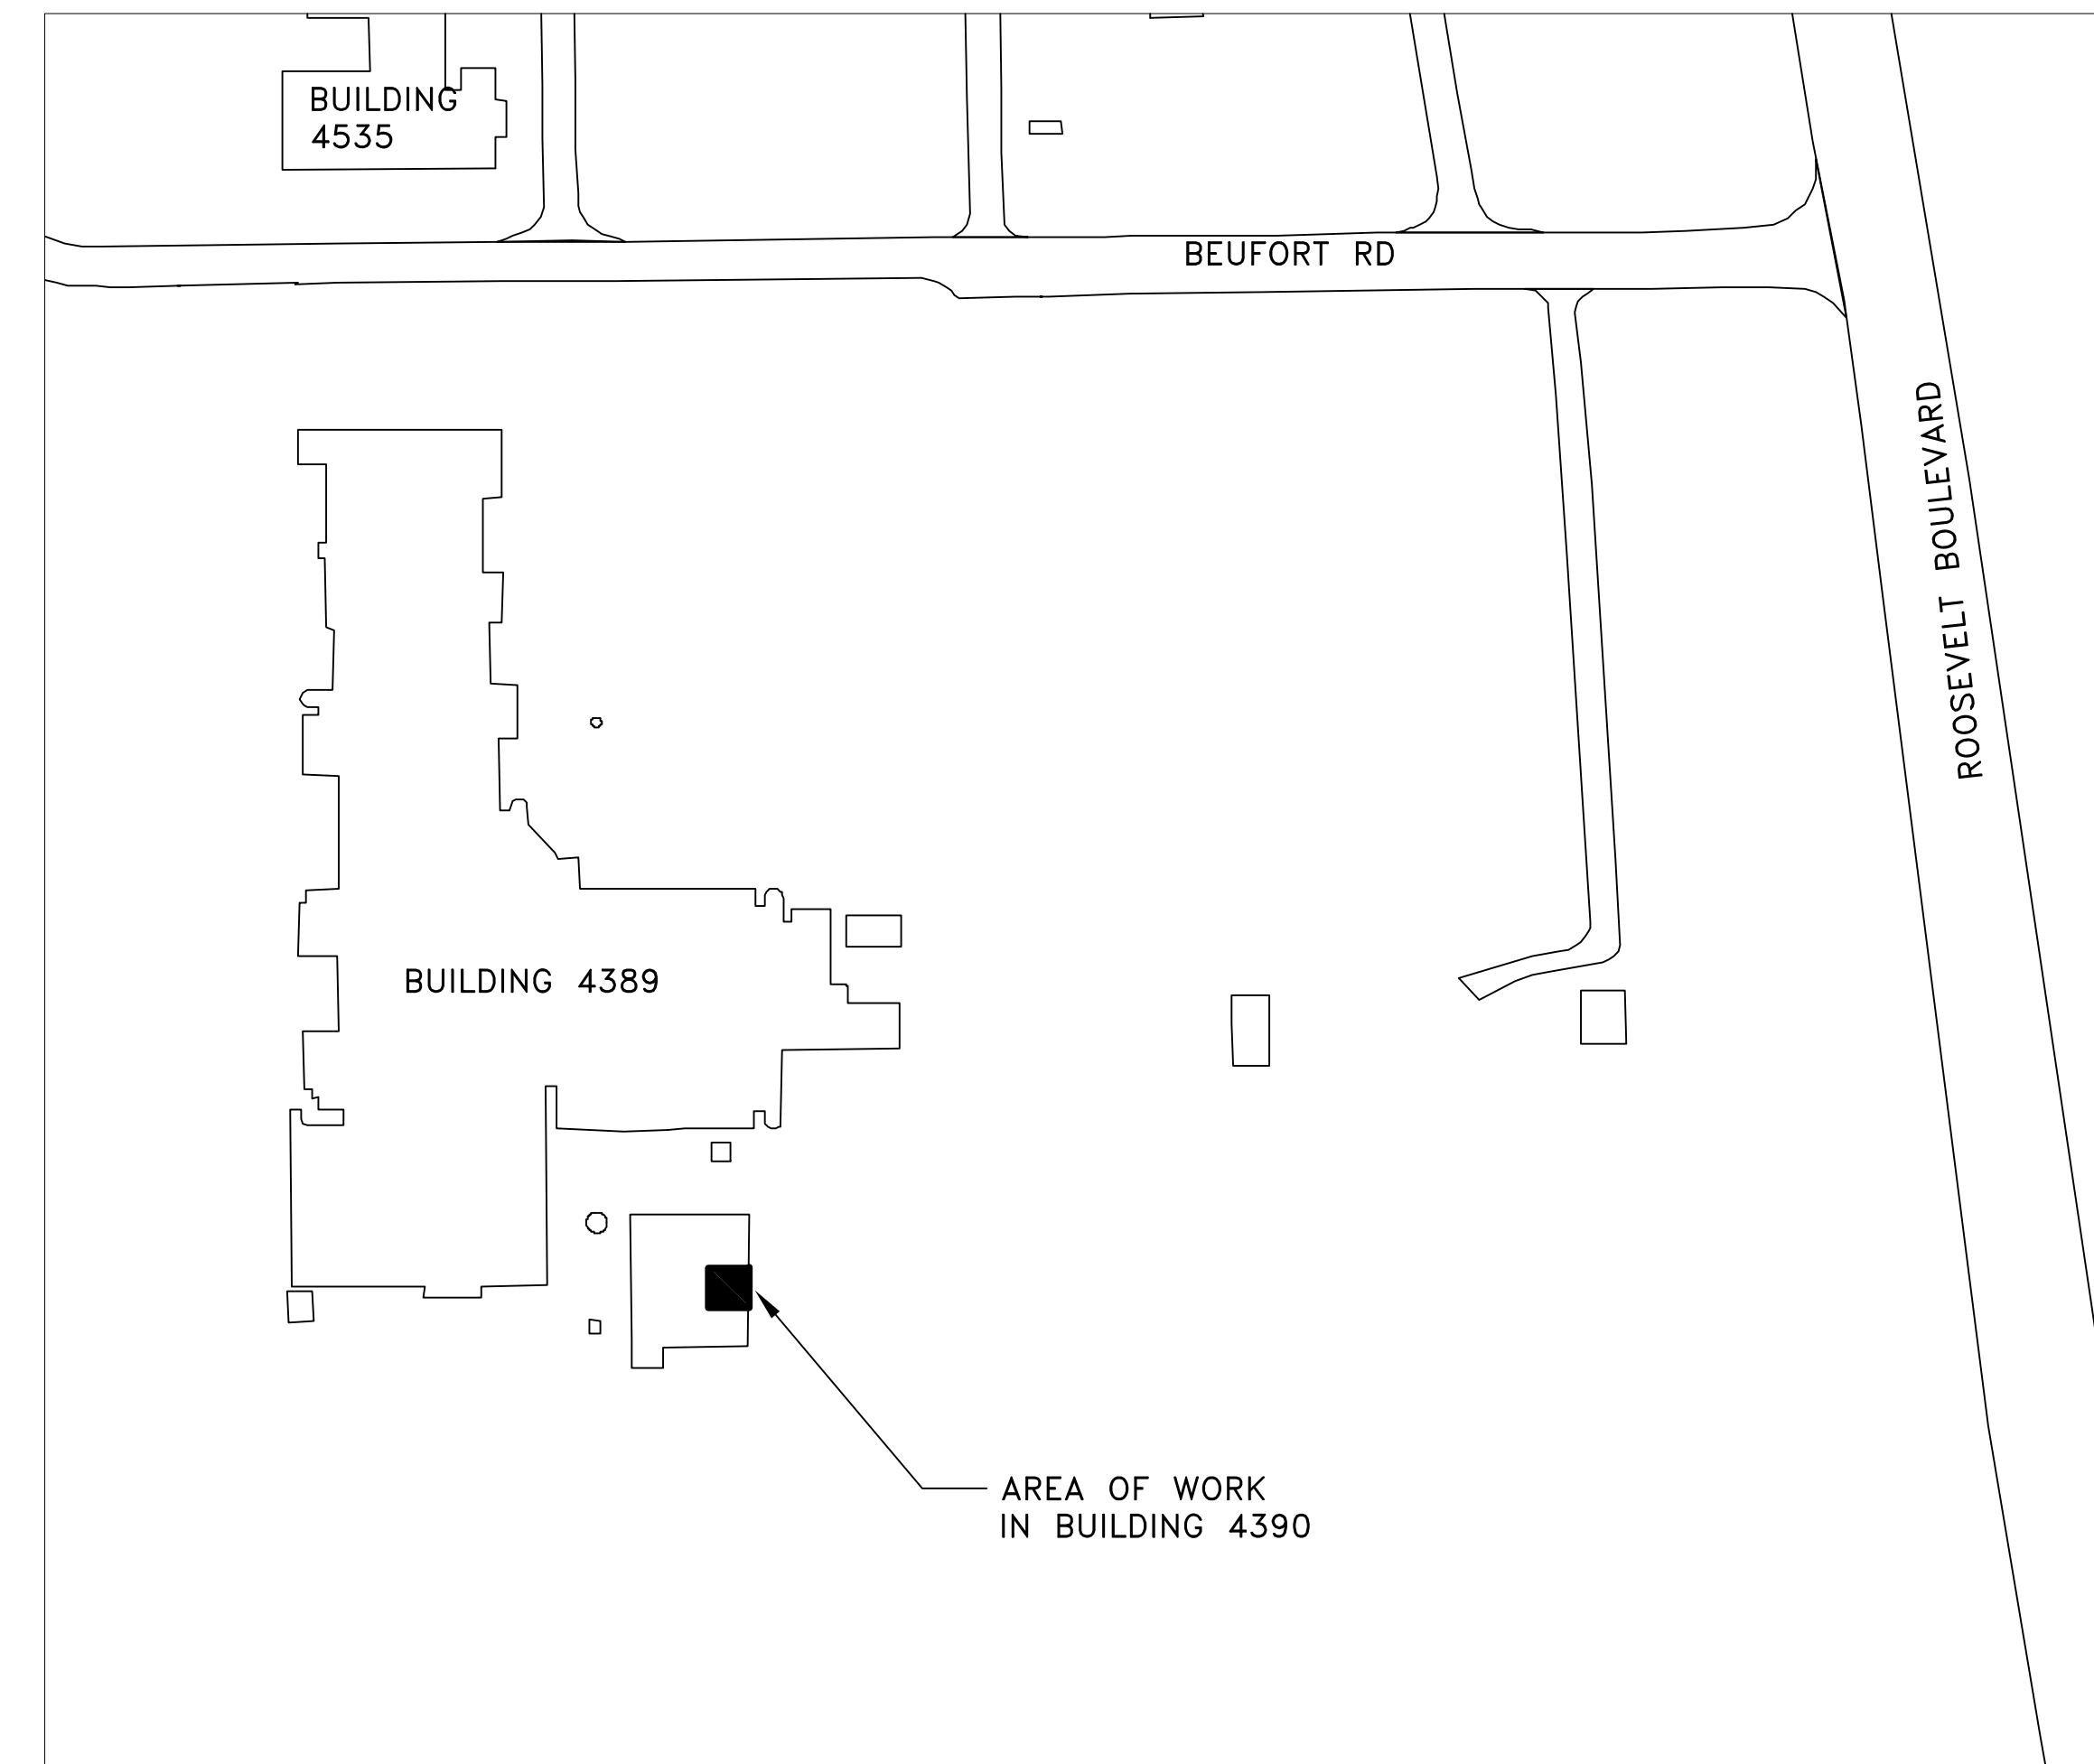 BUILDING
4535
BEUFORT RD
ROOSEVELT BOULEVARD
BUILDING 4389
AREA OF WORK
IN BUILDING 4390